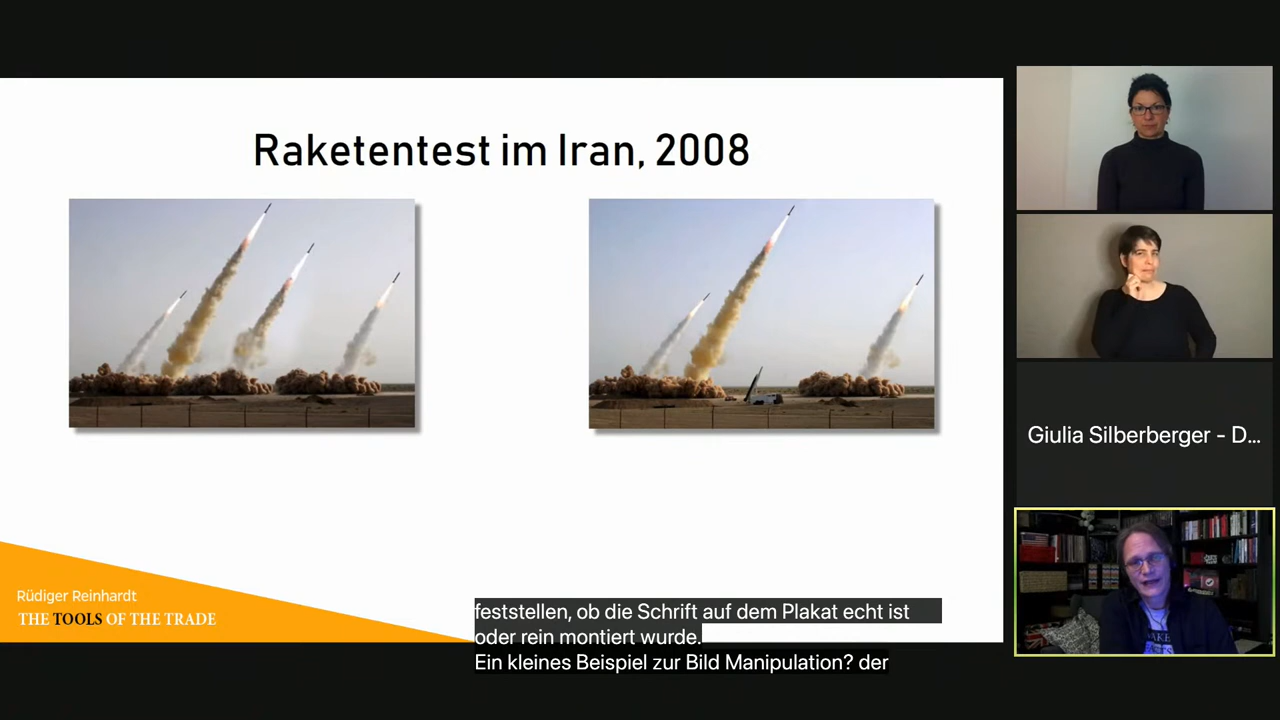 Raketentest im Iran, 2008
Rüdiger Reinhardt
THE TOOLS OF THE TRADE
feststellen, ob die Schrift auf dem Plakat echt ist
oder rein montiert wurde.
Ein kleines Beispiel zur Bild Manipulation? der
Giulia Silberberger - D...